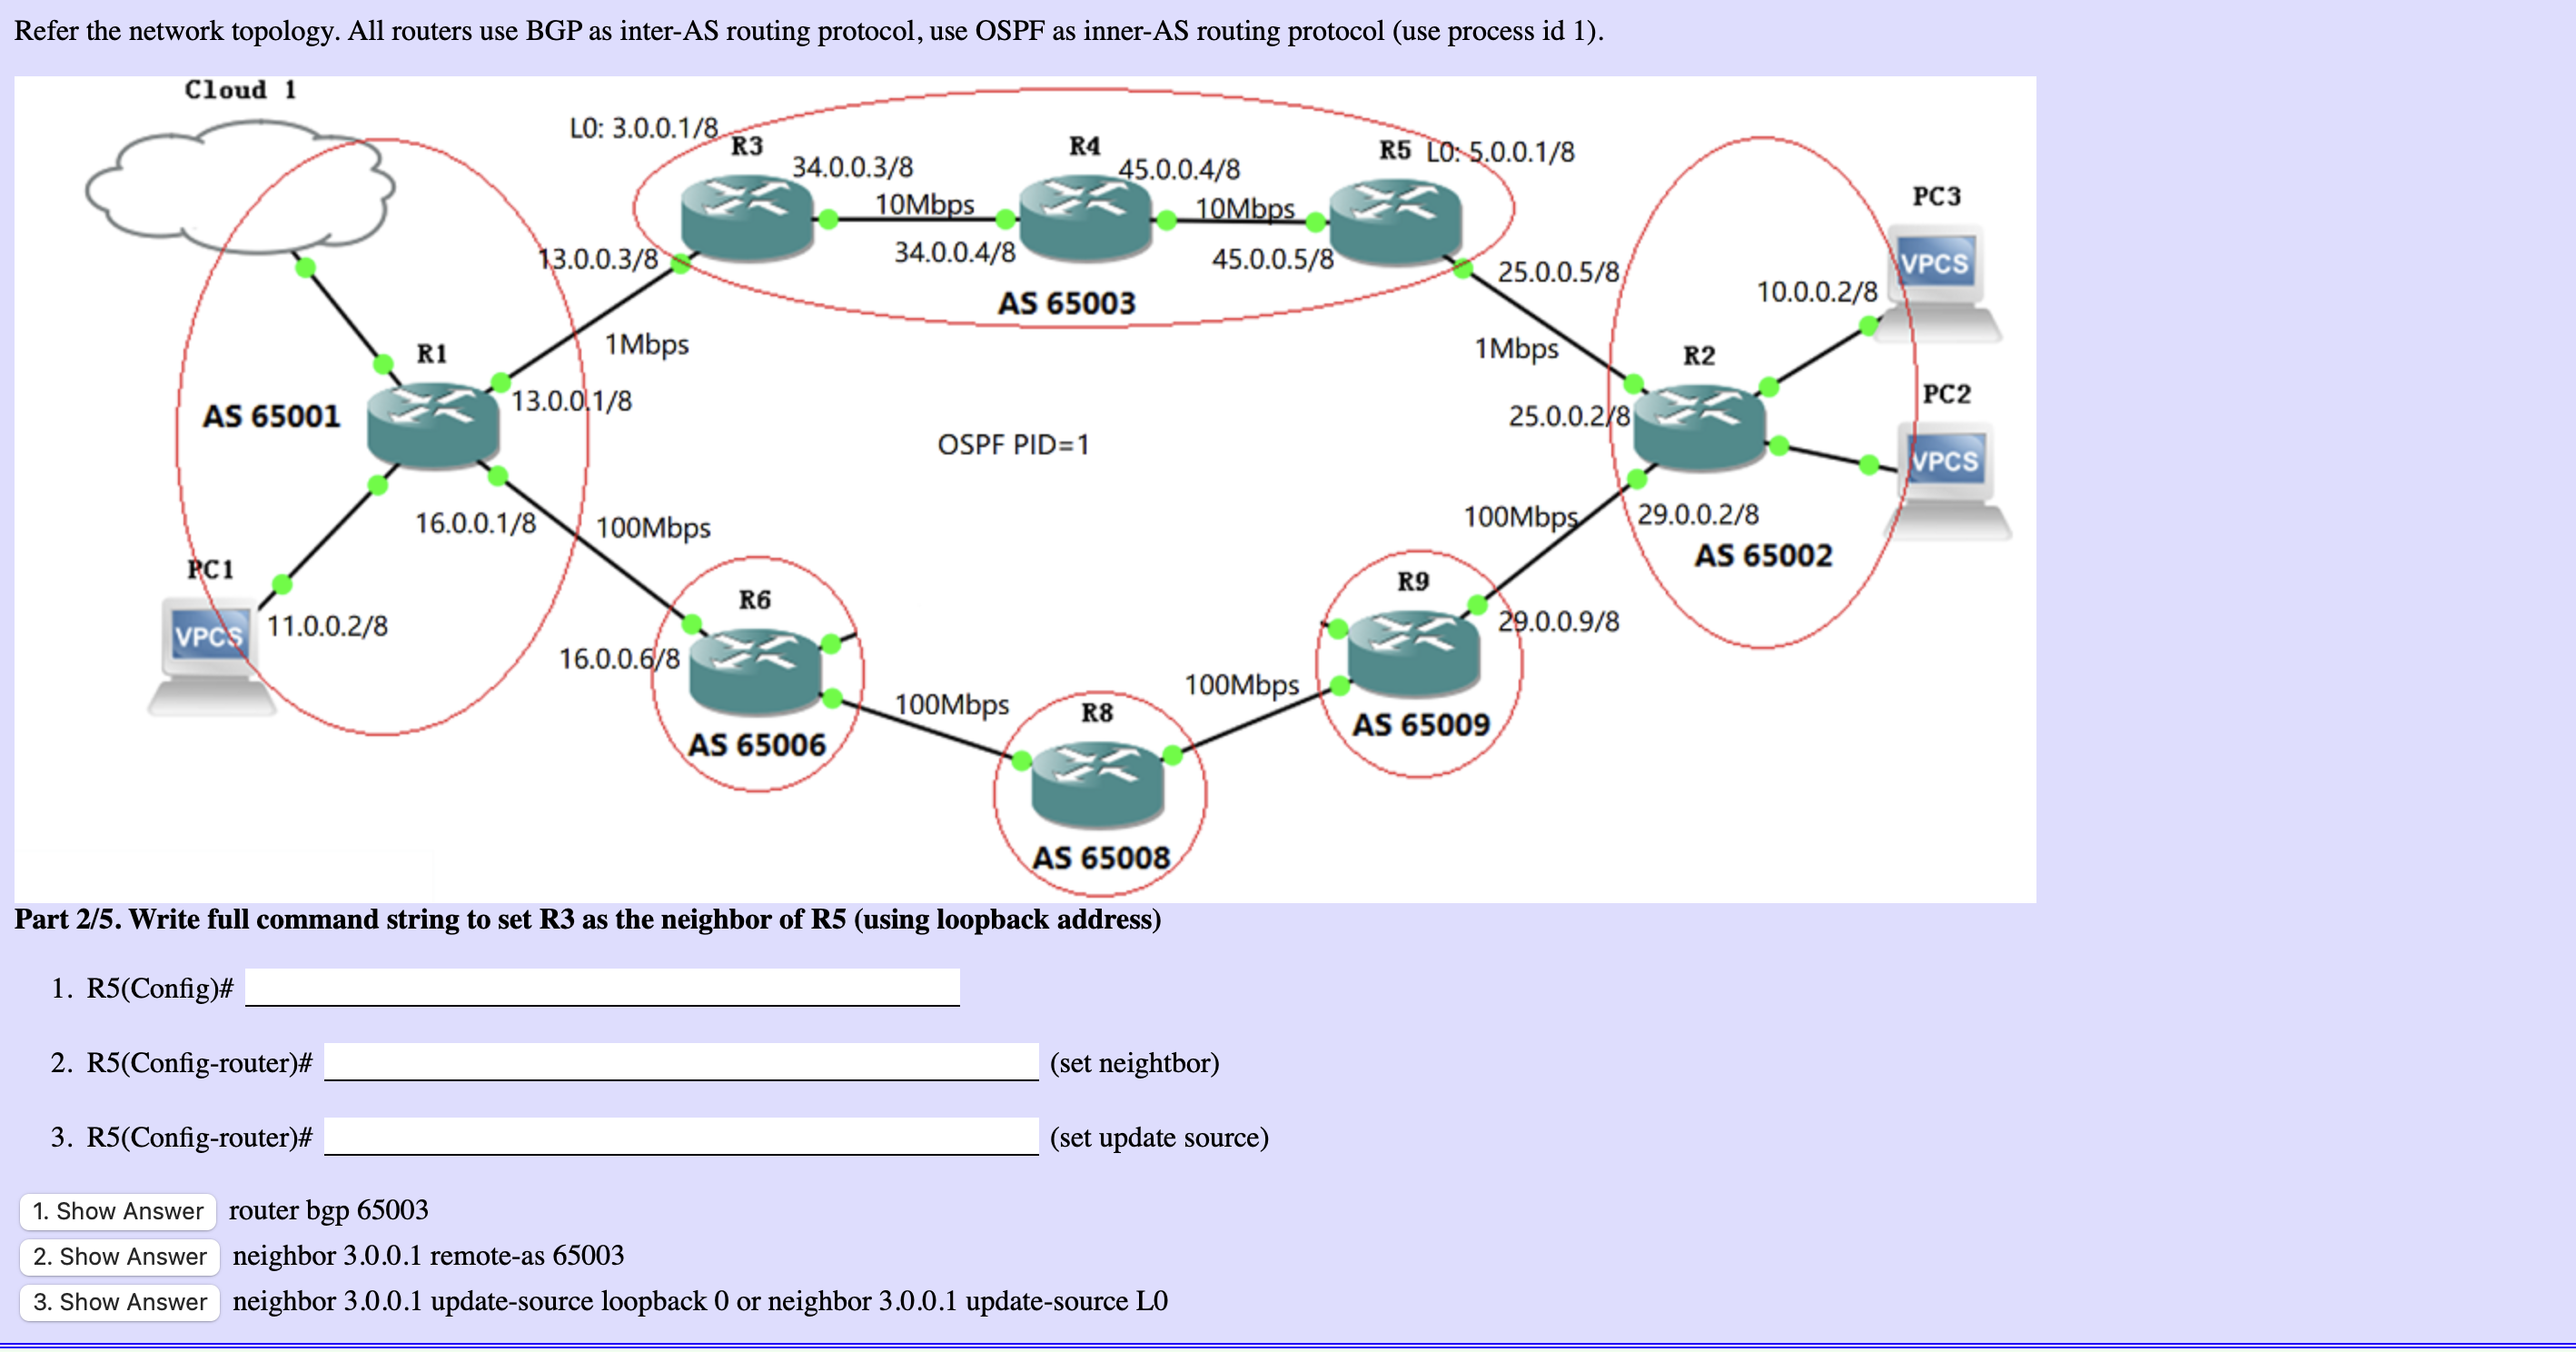 Refer the network topology. All routers use BGP as inter-AS routing protocol, use OSPF as inner-AS routing protocol (use process id 1).
Cloud 1
L0: 3.0.0.1/8
R3
34.0.0.3/8
R4
45.0.0.4/8
R5 L0: 5.0.0.1/8
10Mbps
10Mbps
PC3
13.0.0.3/8
34.0.0.4/8
45.0.0.5/8
25.0.0.5/8
VPCS
10.0.0.2/8
AS 65003
R1
1Mbps
1Mbps
R2
AS 65001
13.0.0.1/8
25.0.0.2/8
PC2
OSPF PID=1
VPCS
16.0.0.1/8
100Mbps
100Mbps
29.0.0.2/8
AS 65002
PC1
R6
R9
VPCS
11.0.0.2/8
29.0.0.9/8
16.0.0.6/8
100Mbps
R8
100Mbps
AS 65006
AS 65009
AS 65008
Part 2/5. Write full command string to set R3 as the neighbor of R5 (using loopback address)
1. R5(Config)#
2. R5(Config-router)# (set neightbor)
3. R5(Config-router)# (set update source)
1. Show Answer router bgp 65003
2. Show Answer neighbor 3.0.0.1 remote-as 65003
3. Show Answer neighbor 3.0.0.1 update-source loopback 0 or neighbor 3.0.0.1 update-source L0